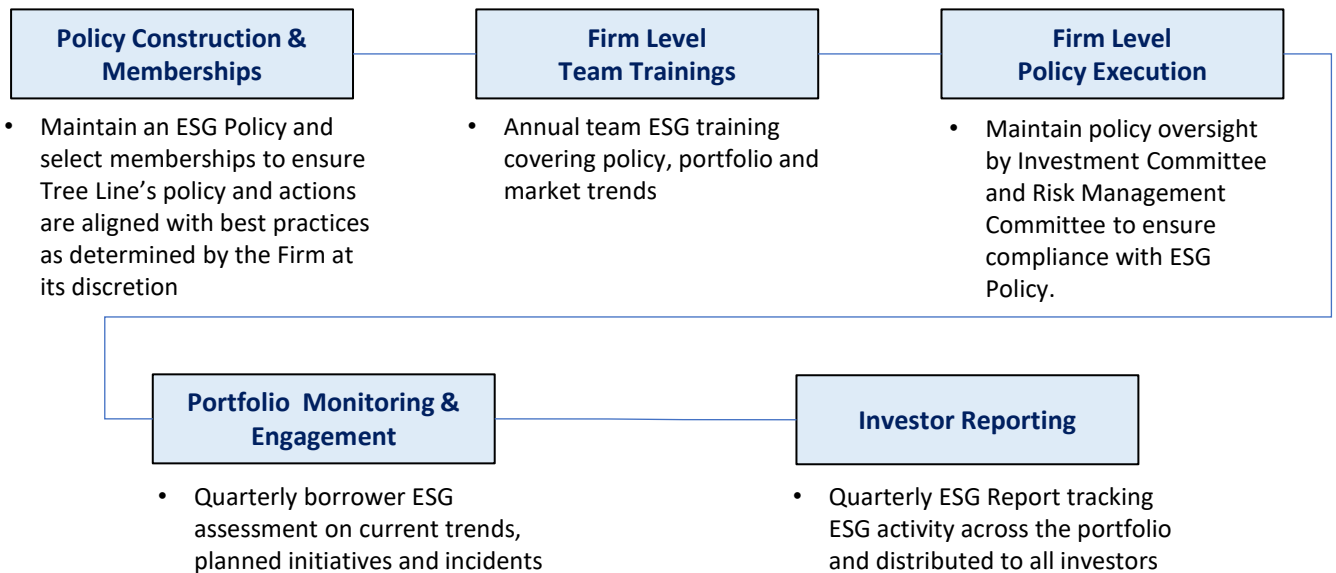 Policy Construction &
Memberships
• Maintain an ESG Policy and
select memberships to ensure
Tree Line’s policy and actions
are aligned with best practices
as determined by the Firm at
its discretion
Firm Level
Team Trainings
• Annual team ESG training
covering policy, portfolio and
market trends
Firm Level
Policy Execution
• Maintain policy oversight
by Investment Committee
and Risk Management
Committee to ensure
compliance with ESG
Policy.
Portfolio Monitoring &
Engagement
• Quarterly borrower ESG
assessment on current trends,
planned initiatives and incidents
Investor Reporting
• Quarterly ESG Report tracking
ESG activity across the portfolio
and distributed to all investors